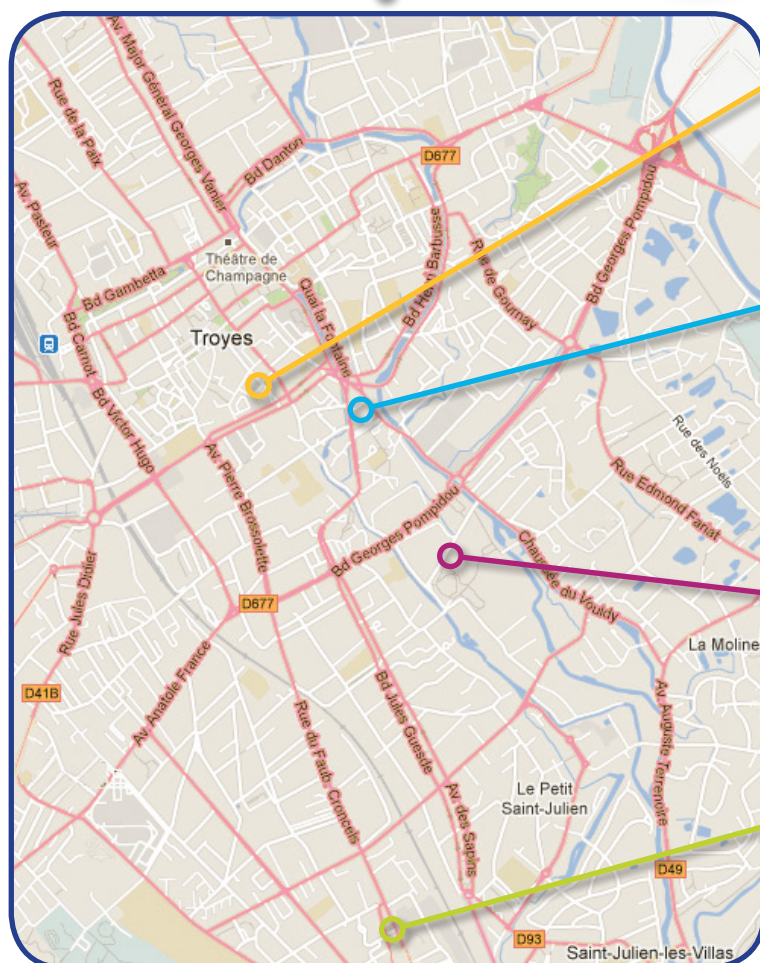 Av. Major Général Georges Vanier
Rue de la Paix
Bd Danton
D677
Av. Pasteur
Bd Georges Pompidou
Théâtre de
Champagne
Bd Henri Barbusse
Rue de Gournay
Bd Gambetta
Quai la Fontaine
Troyes
Bd Carnot
Bd Victor Hugo
Rue des Noëls
Av. Pierre Brossolette
Rue Edmond Fariat
Bd Georges Pompidou
Chaussée du Vouldy
Rue Jules Didier
D677
La Moline
D41B
Av. Anatole France
Bd Jules Guesde
Av. Auguste Terrenoire
Rue du Faub. Croncels
Le Petit
Saint-Julien
Av. des Sapins
D49
D93
Saint-Julien-les-Villas